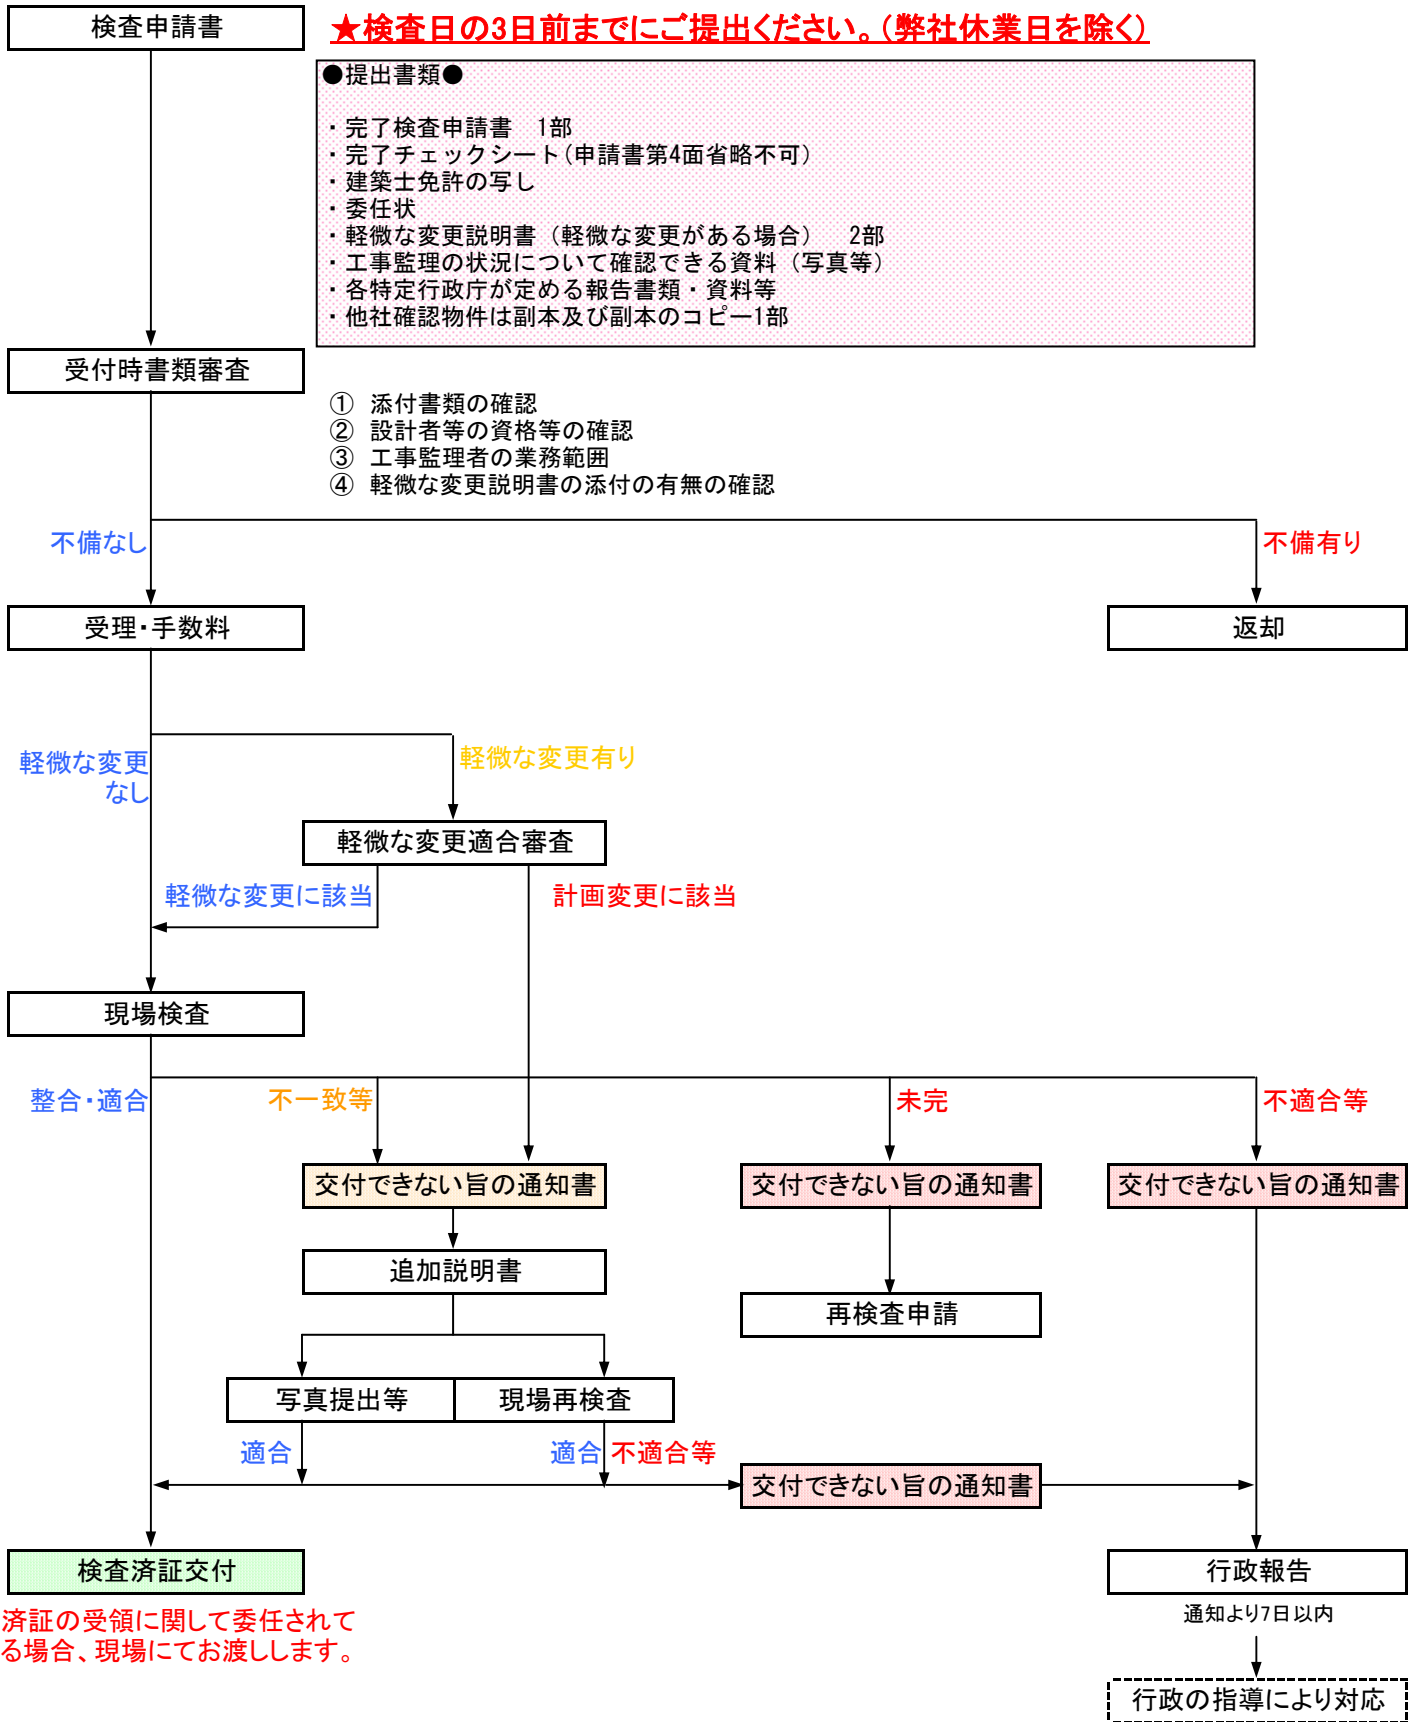 検査申請書
★検査日の3日前までにご提出ください。（弊社休業日を除く）
●提出書類●
・完了検査申請書　1部
・完了チェックシート（申請書第4面省略不可）
・建築士免許の写し
・委任状
・軽微な変更説明書（軽微な変更がある場合）　2部
・工事監理の状況について確認できる資料（写真等）
・各特定行政庁が定める報告書類・資料等
・他社確認物件は副本及び副本のコピー1部
受付時書類審査
①　添付書類の確認
②　設計者等の資格等の確認
③　工事監理者の業務範囲
④　軽微な変更説明書の添付の有無の確認
不備なし
不備有り
受理・手数料
返却
軽微な変更
なし
軽微な変更有り
軽微な変更適合審査
軽微な変更に該当
計画変更に該当
現場検査
整合・適合
不一致等
未完
不適合等
交付できない旨の通知書
交付できない旨の通知書
交付できない旨の通知書
追加説明書
再検査申請
写真提出等
現場再検査
適合
適合
不適合等
交付できない旨の通知書
検査済証交付
行政報告
済証の受領に関して委任されて
る場合、現場にてお渡しします。
通知より7日以内
行政の指導により対応